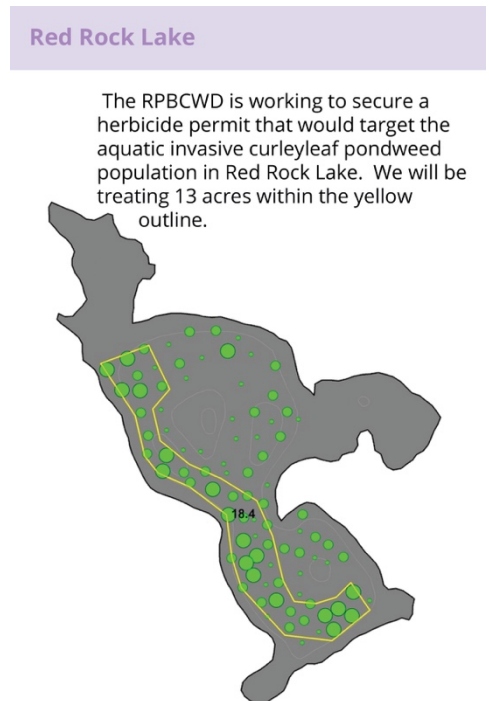 Red Rock Lake
The RPBCWD is working to secure a
herbicide permit that would target the
aquatic invasive curleyleaf pondweed
population in Red Rock Lake.  We will be
treating 13 acres within the yellow
outline.
18.4